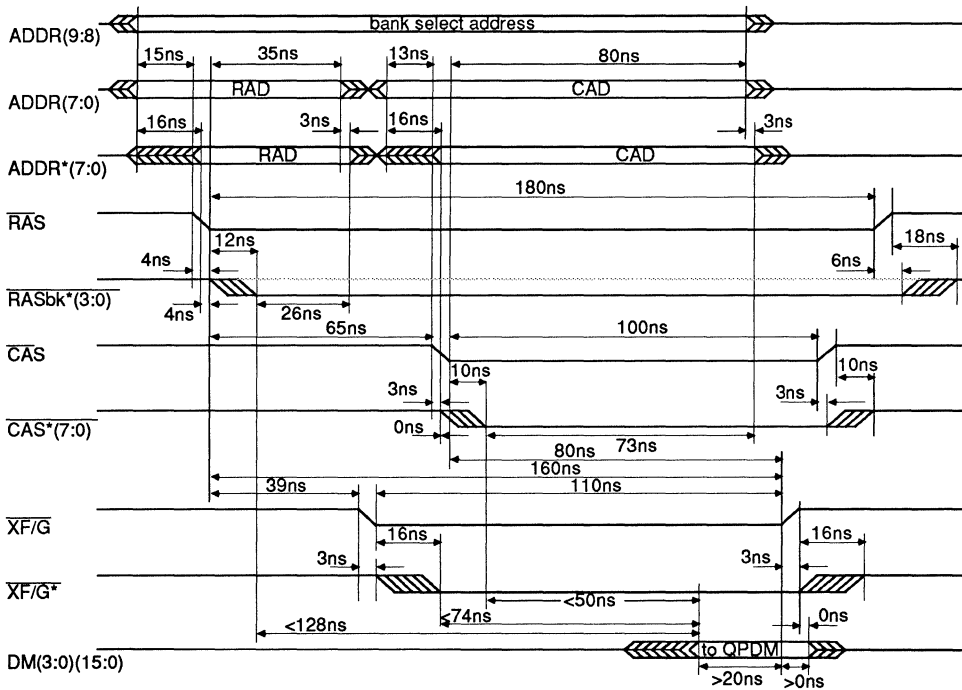 bank select address
ADDR(9:8)
15ns 35ns 13ns 80ns
RAD CAD
ADDR(7:0)
16ns 3ns 16ns 3ns
RAD CAD
ADDR*(7:0)
180ns
RAS
12ns 18ns
4ns 6ns
RASbk*(3:0)
4ns 26ns
65ns 100ns
CAS
10ns 10ns
3ns 3ns
CAS*(7:0)
0ns 73ns
80ns
160ns
39ns 110ns
XF/G
16ns 16ns
3ns 3ns
XF/G*
<50ns
<74ns 0ns
<128ns
to QPDM
DM(3:0)(15:0)
>20ns >0ns